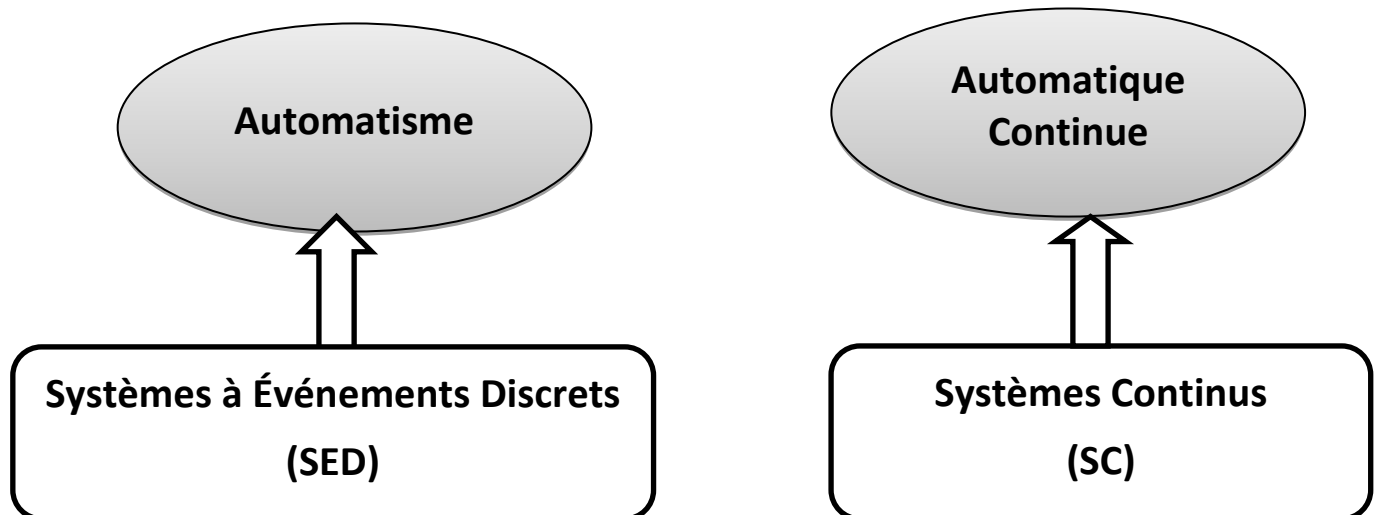 Automatisme
Automatique
Continue
Systèmes à Événements Discrets
(SED)
Systèmes Continus
(SC)